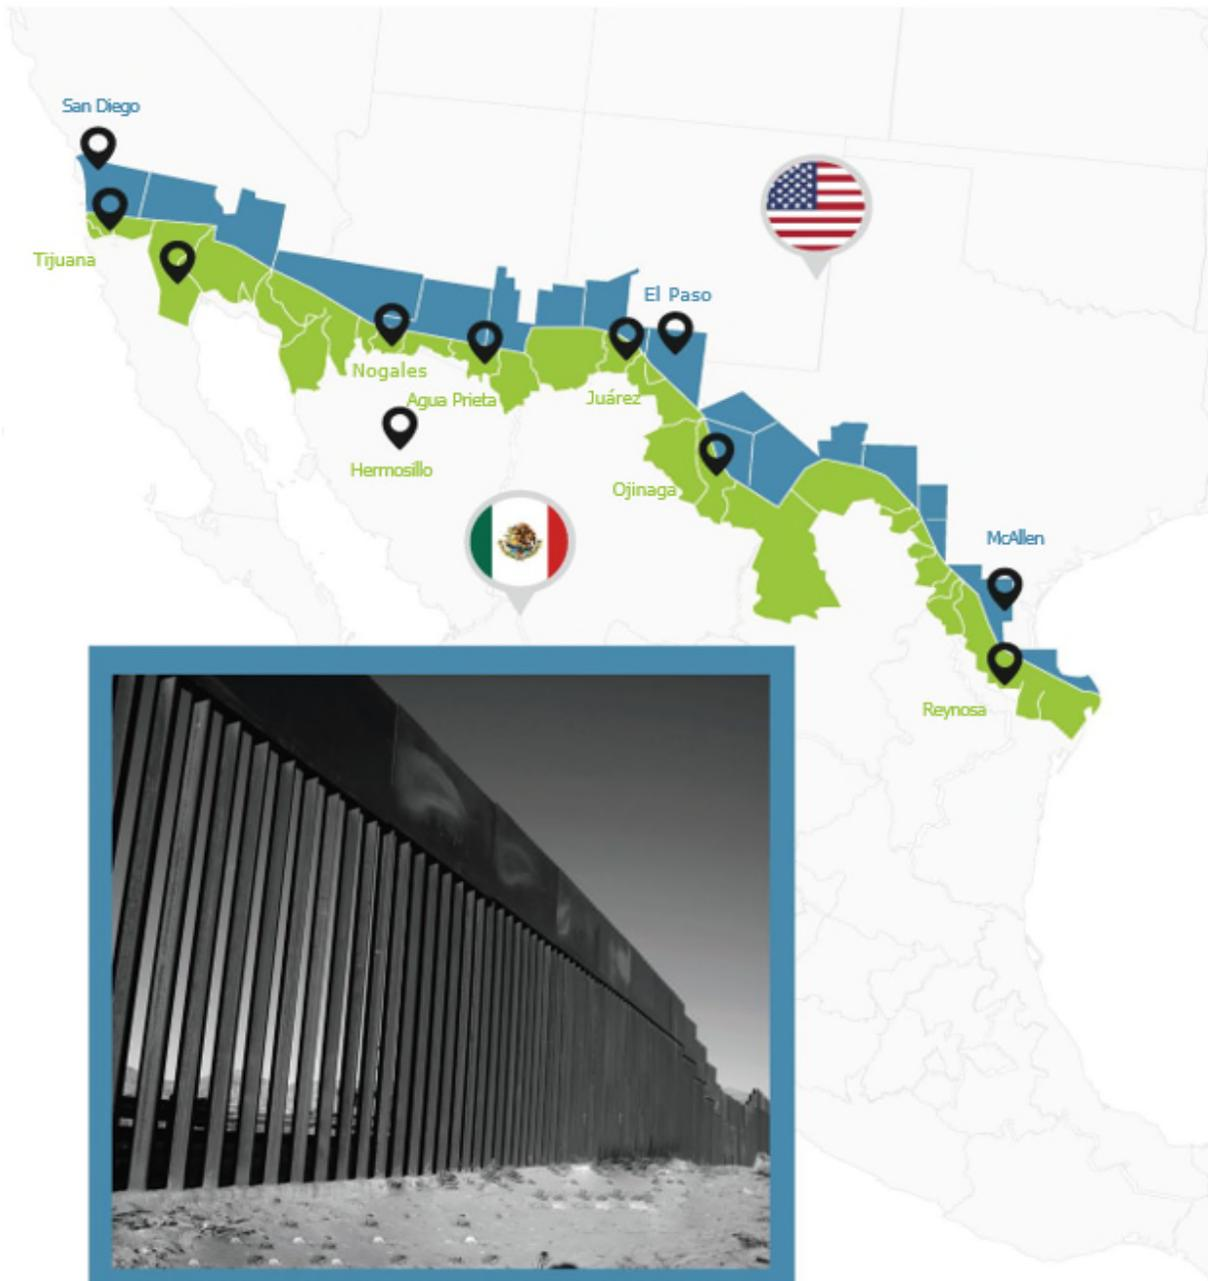 San Diego
Tijuana
El Paso
Nogales
Agua Prieta
Juárez
Hermosillo
Ojinaga
McAllen
Reynosa